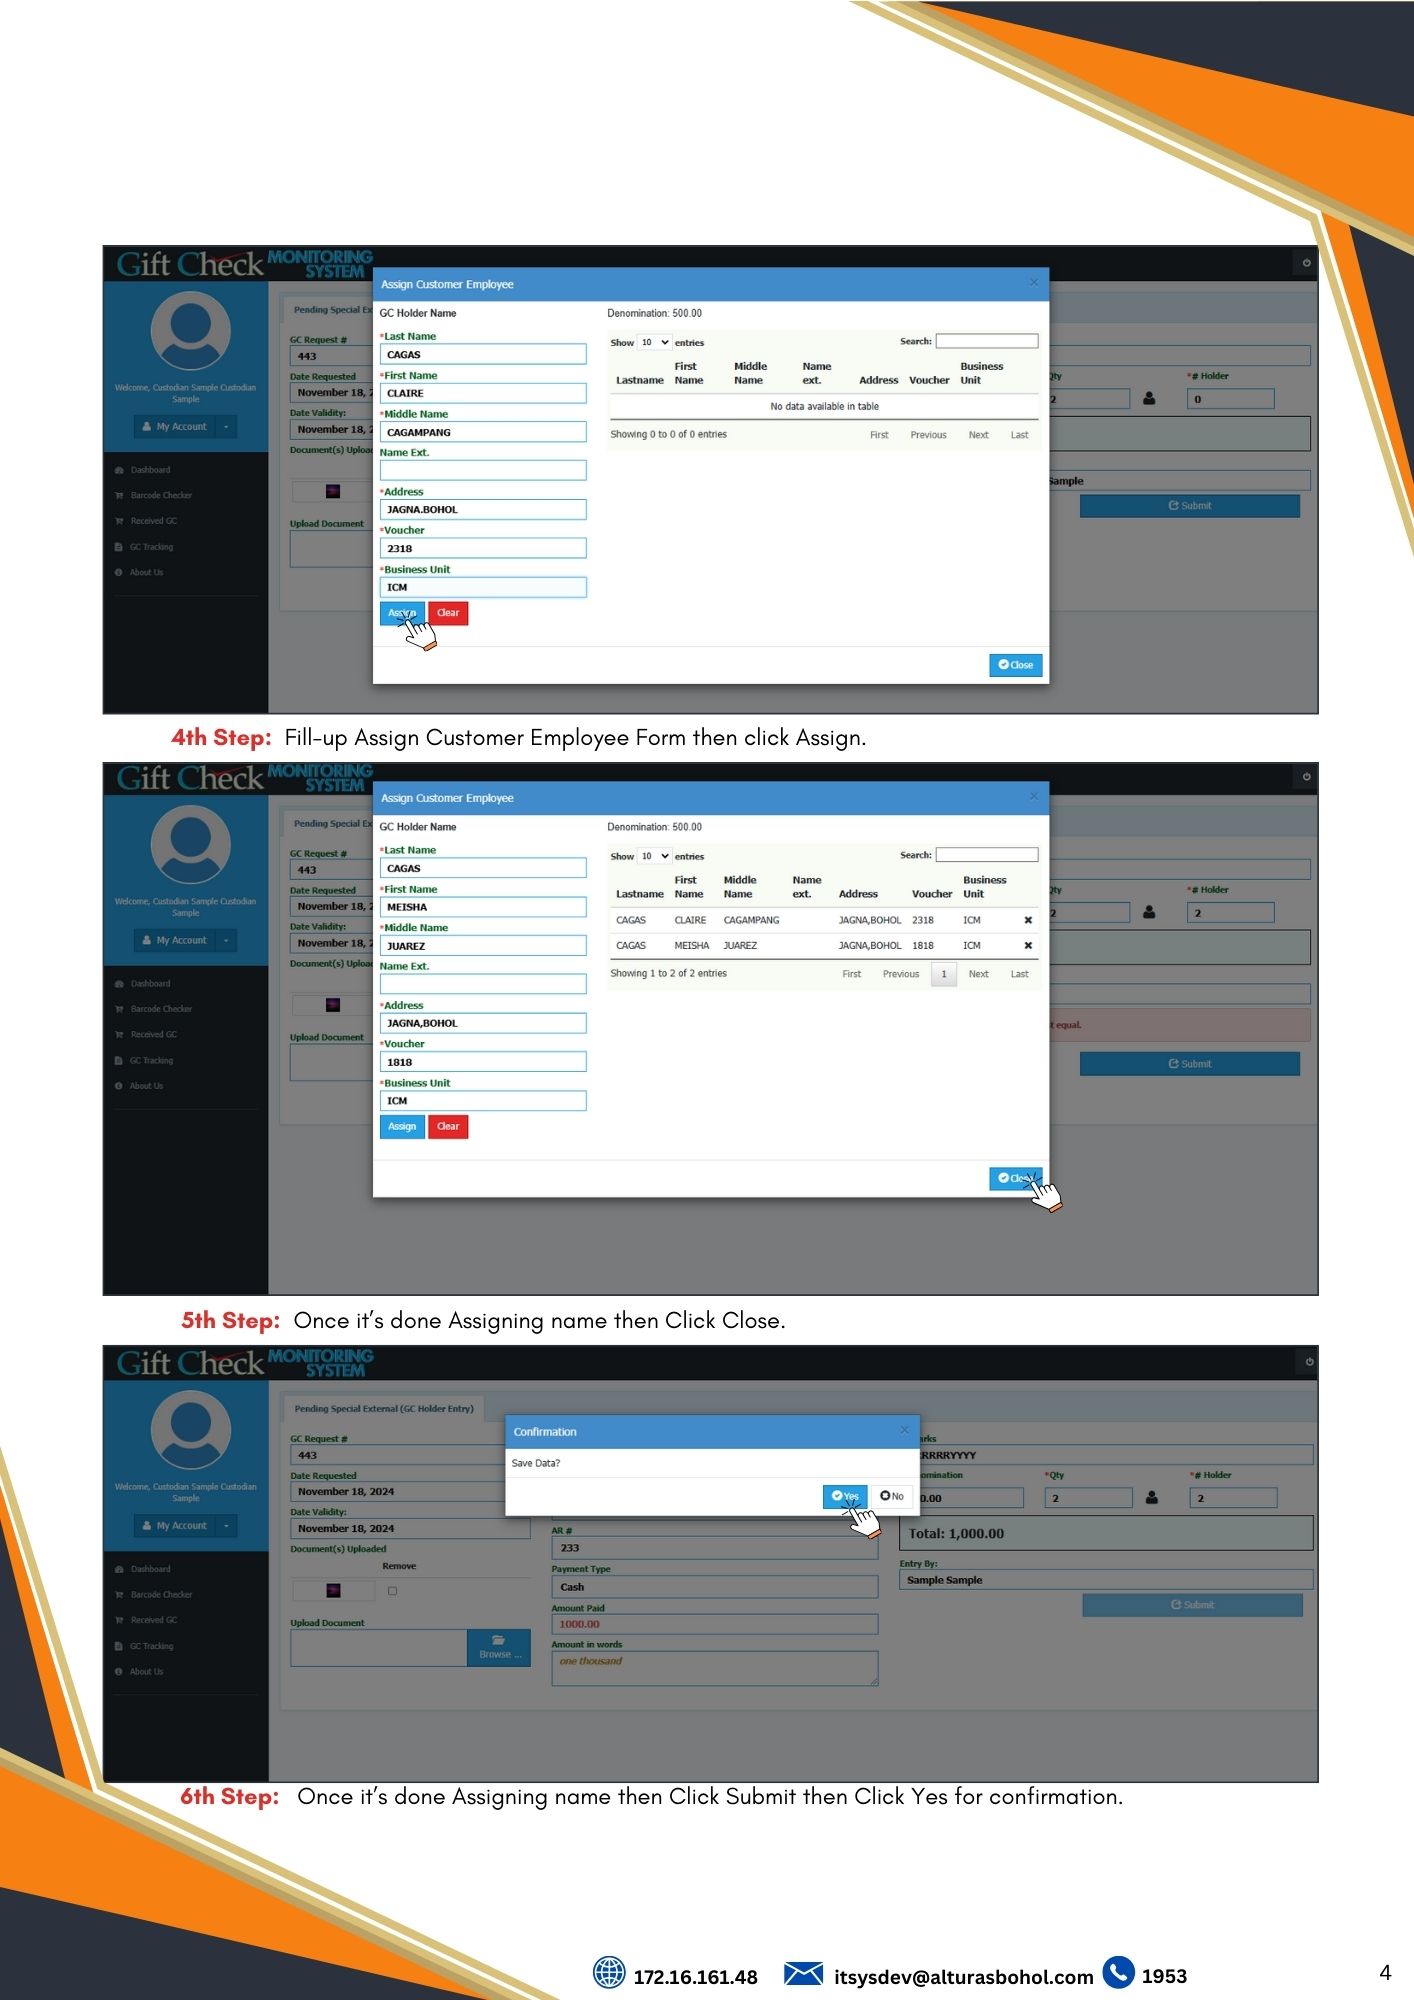 Gift Check MONITORING SYSTEM
Assign Customer Employee
×
Welcome, Custodian Sample Custodian
Sample
My Account
Dashboard
Barcode Checker
Received GC
GC Tracking
About Us
Pending Special Ex
GC Request #
443
Date Requested
November 18, 2
Date Validity:
November 18, 2
Document(s) Uploa
Upload Document
GC Holder Name
*Last Name
CAGAS
*First Name
CLAIRE
*Middle Name
CAGAMPANG
Name Ext.
*Address
JAGNA.BOHOL
*Voucher
2318
*Business Unit
ICM
Assign Clear
Denomination: 500.00
Show 10 entries
Search:
Lastname First Name Middle Name Name ext. Address Voucher Business Unit
No data available in table
Showing 0 to 0 of 0 entries
First Previous Next Last
Close
Qty
*# Holder
2
0
Sample
Submit
4th Step: Fill-up Assign Customer Employee Form then click Assign.
Gift Check MONITORING SYSTEM
Assign Customer Employee
×
Welcome, Custodian Sample Custodian
Sample
My Account
Dashboard
Barcode Checker
Received GC
GC Tracking
About Us
Pending Special Ex
GC Request #
443
Date Requested
November 18, 2
Date Validity:
November 18, 2
Document(s) Uploa
Upload Document
GC Holder Name
*Last Name
CAGAS
*First Name
MEISHA
*Middle Name
JUAREZ
Name Ext.
*Address
JAGNA,BOHOL
*Voucher
1818
*Business Unit
ICM
Assign Clear
Denomination: 500.00
Show 10 entries
Search:
Lastname First Name Middle Name Name ext. Address Voucher Business Unit
CAGAS CLAIRE CAGAMPANG JAGNA,BOHOL 2318 ICM ✖
CAGAS MEISHA JUAREZ JAGNA,BOHOL 1818 ICM ✖
Showing 1 to 2 of 2 entries
First Previous 1 Next Last
Qty
*# Holder
2
2
t equal.
Submit
5th Step: Once it's done Assigning name then Click Close.
Gift Check MONITORING SYSTEM
Welcome, Custodian Sample Custodian
Sample
My Account
Dashboard
Barcode Checker
Received GC
GC Tracking
About Us
Pending Special External (GC Holder Entry)
GC Request #
443
Date Requested
November 18, 2024
Date Validity:
November 18, 2024
Document(s) Uploaded
Remove
Upload Document
Browse ...
Confirmation
×
Save Data?
Yes No
AR #
233
Payment Type
Cash
Amount Paid
1000.00
Amount in words
one thousand
arks
RRRRYYYY
omination
*Qty
*# Holder
0.00
2
2
Total: 1,000.00
Entry By:
Sample Sample
Submit
6th Step: Once it's done Assigning name then Click Submit then Click Yes for confirmation.
172.16.161.48 itsysdev@alturasbohol.com 1953
4